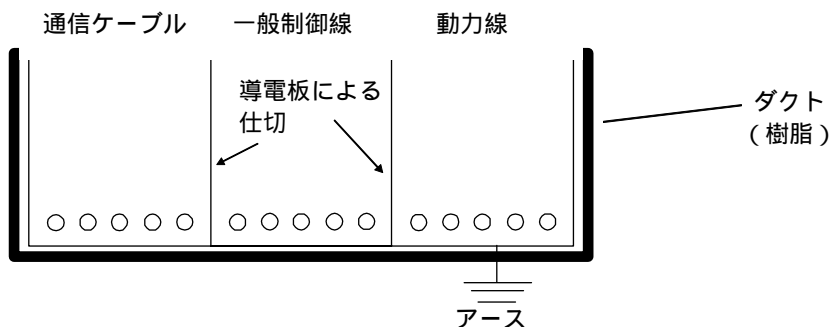 通信ケーブル
一般制御線
動力線
導電板による
仕切
ダクト
(樹脂)
アース